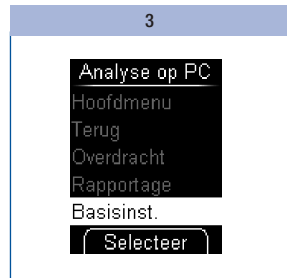 3
Analyse op PC
Hoofdmenu
Terug
Overdracht
Rapportage
Basisinst.
Selecteer